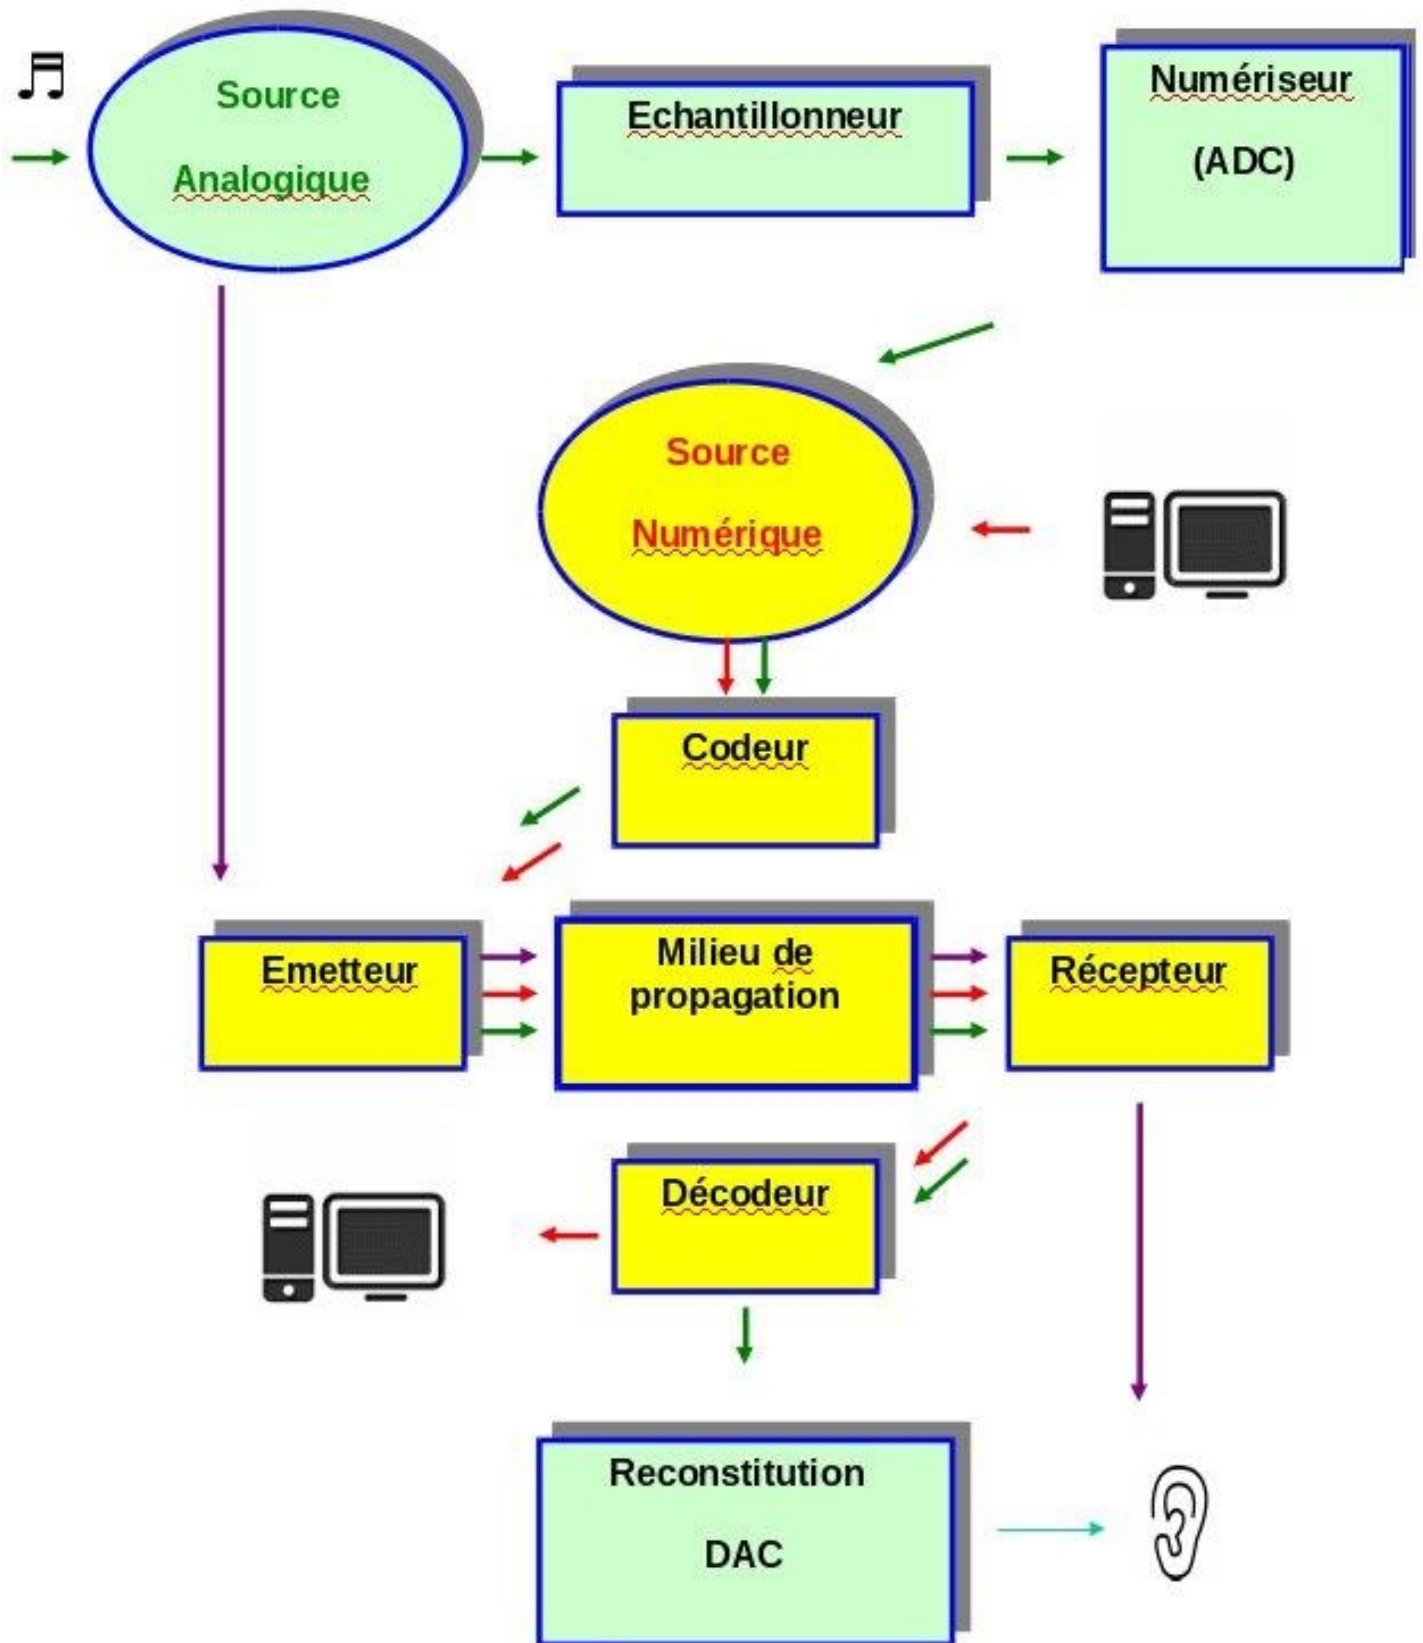 Source
Analogique
Echantillonneur
Numériseur
(ADC)
Source
Numérique
Codeur
Emetteur
Milieu de
propagation
Récepteur
Décodeur
Reconstitution
DAC